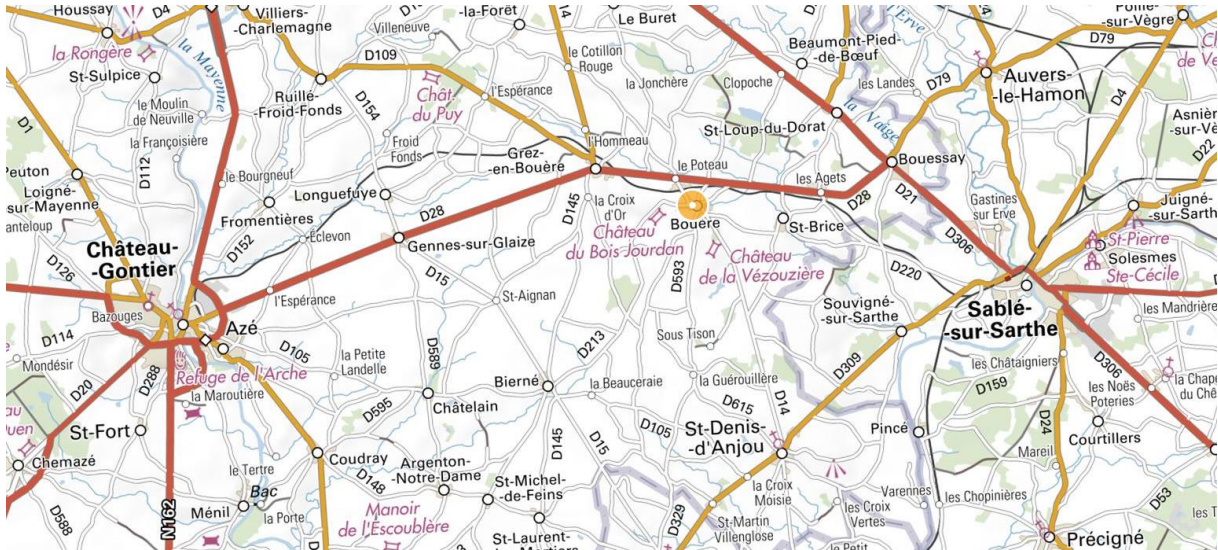 Houssay
D4
Villiers-
-Charlemagne
-la-Forêt
D14
Le Buret
l'Erve
D79
-sur-Vègre
la Rongère
la Mayenne
Villeneuve
D109
le Cotillon
Rouge
Beaumont-Pied-
-de-Bœuf
la Jonchère
Clopoche
les Landes
D79
Auvers-
-le-Hamon
D4
St-Sulpice
Ruillé-
-Froid-Fonds
D154
Chât.
du Puy
l'Espérance
le Moulin
de Neuville
la Françoisière
D1
D112
Froid
Fonds
l'Hommeau
Grez-
-en-Bouère
St-Loup-du-Dorat
la Vaige
Bouessay
D22
Loigné-
sur-Mayenne
le Bourgneuf
Longuefuye
Fromentières
D28
le Poteau
les Agets
D28
D21
D145
la Croix
d'Or
Bouère
St-Brice
Gastines
sur Erve
Juigné-
-sur-Sarthe
Château-
-Gontier
D152
Éclevon
Gennes-sur-Glaize
Château
du Bois Jourdan
Château
de la Vézouzière
D306
St-Pierre
Solesmes
Ste-Cécile
D126
D15
D593
D220
l'Espérance
St-Aignan
Souvigné-
-sur-Sarthe
Sablé-
-sur-Sarthe
les Mandrières
Bazouges
D114
Azé
D213
Sous Tison
Mondésir
D105
la Petite
Landelle
D589
D309
les Châtaigniers
D306
Refuge de l'Arche
D20
D288
la Maroutière
Bierné
la Beauceraie
la Guérouillère
D159
les Noës
Poteries
D595
Châtelain
D615
D14
St-Fort
D105
St-Denis-
-d'Anjou
Pincé
D24
Courtillers
Chemazé
le Tertre
Coudray
D148
Argenton-
-Notre-Dame
D145
D15
Mareil
Bac
Ménil
la Porte
St-Michel-
-de-Feins
la Croix
Moisie
Varennes
les Chopinières
D53
D588
N162
Manoir
de l'Escoublère
D329
St-Martin
Villenglose
les Croix
Vertes
St-Laurent-
Précigné